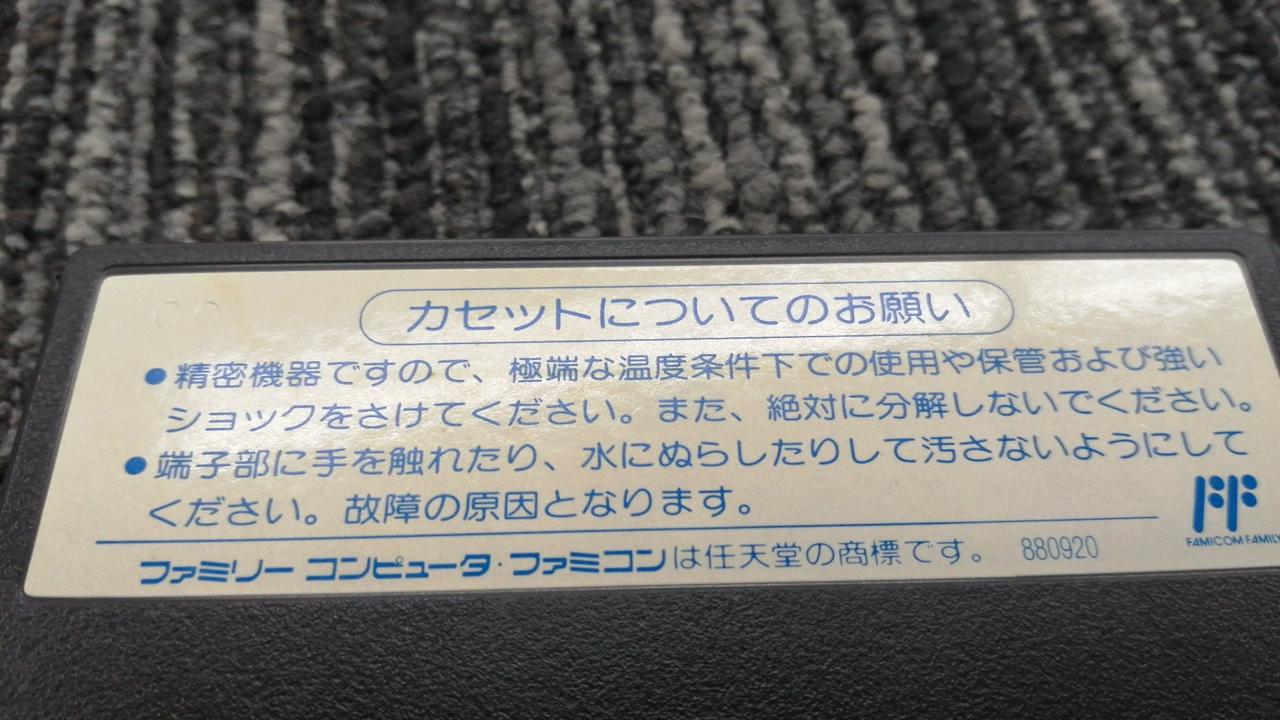 カセットについてのお願い
●精密機器ですので、極端な温度条件下での使用や保管および強い
ショックをさけてください。また、絶対に分解しないでください。
●端子部に手を触れたり、水にぬらしたりして汚さないようにして
ください。故障の原因となります。
FF
FAMICOM FAMILY
ファミリー コンピュータ・ファミコンは任天堂の商標です。 880920